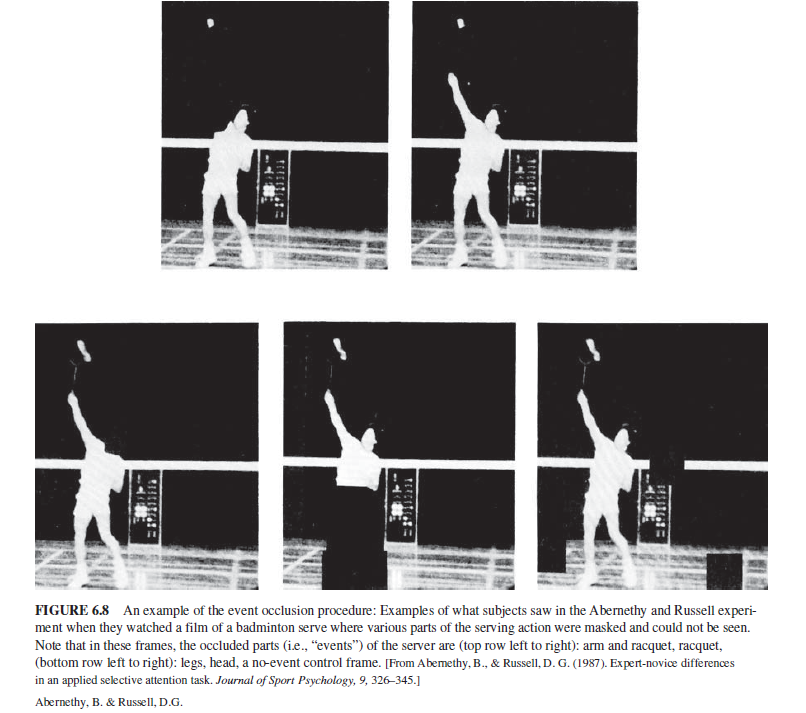 FIGURE 6.8 An example of the event occlusion procedure: Examples of what subjects saw in the Abernethy and Russell experi-
ment when they watched a film of a badminton serve where various parts of the serving action were masked and could not be seen.
Note that in these frames, the occluded parts (i.e., “events”) of the server are (top row left to right): arm and racquet, racquet,
(bottom row left to right): legs, head, a no-event control frame. [From Abernethy, B., & Russell, D. G. (1987). Expert-novice differences
in an applied selective attention task. Journal of Sport Psychology, 9, 326–345.]
Abernethy, B. & Russell, D.G.